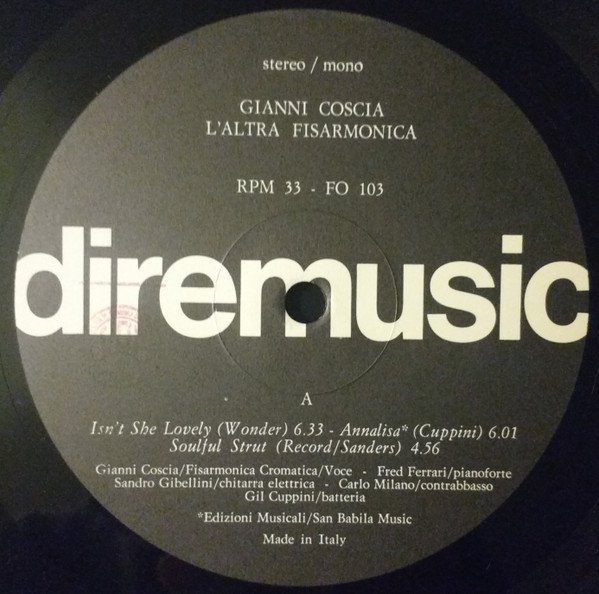 stereo / mono
GIANNI COSCIA
L'ALTRA FISARMONICA
RPM 33 - FO 103
diremusic
A
Isn't She Lovely (Wonder) 6.33 - Annalisa* (Cuppini) 6.01
Soulful Strut (Record/Sanders) 4.56
Gianni Coscia/Fisarmonica Cromatica/Voce - Fred Ferrari/pianoforte
Sandro Gibellini/chitarra elettrica - Carlo Milano/contrabbasso
Gil Cuppini/batteria
*Edizioni Musicali/San Babila Music
Made in Italy